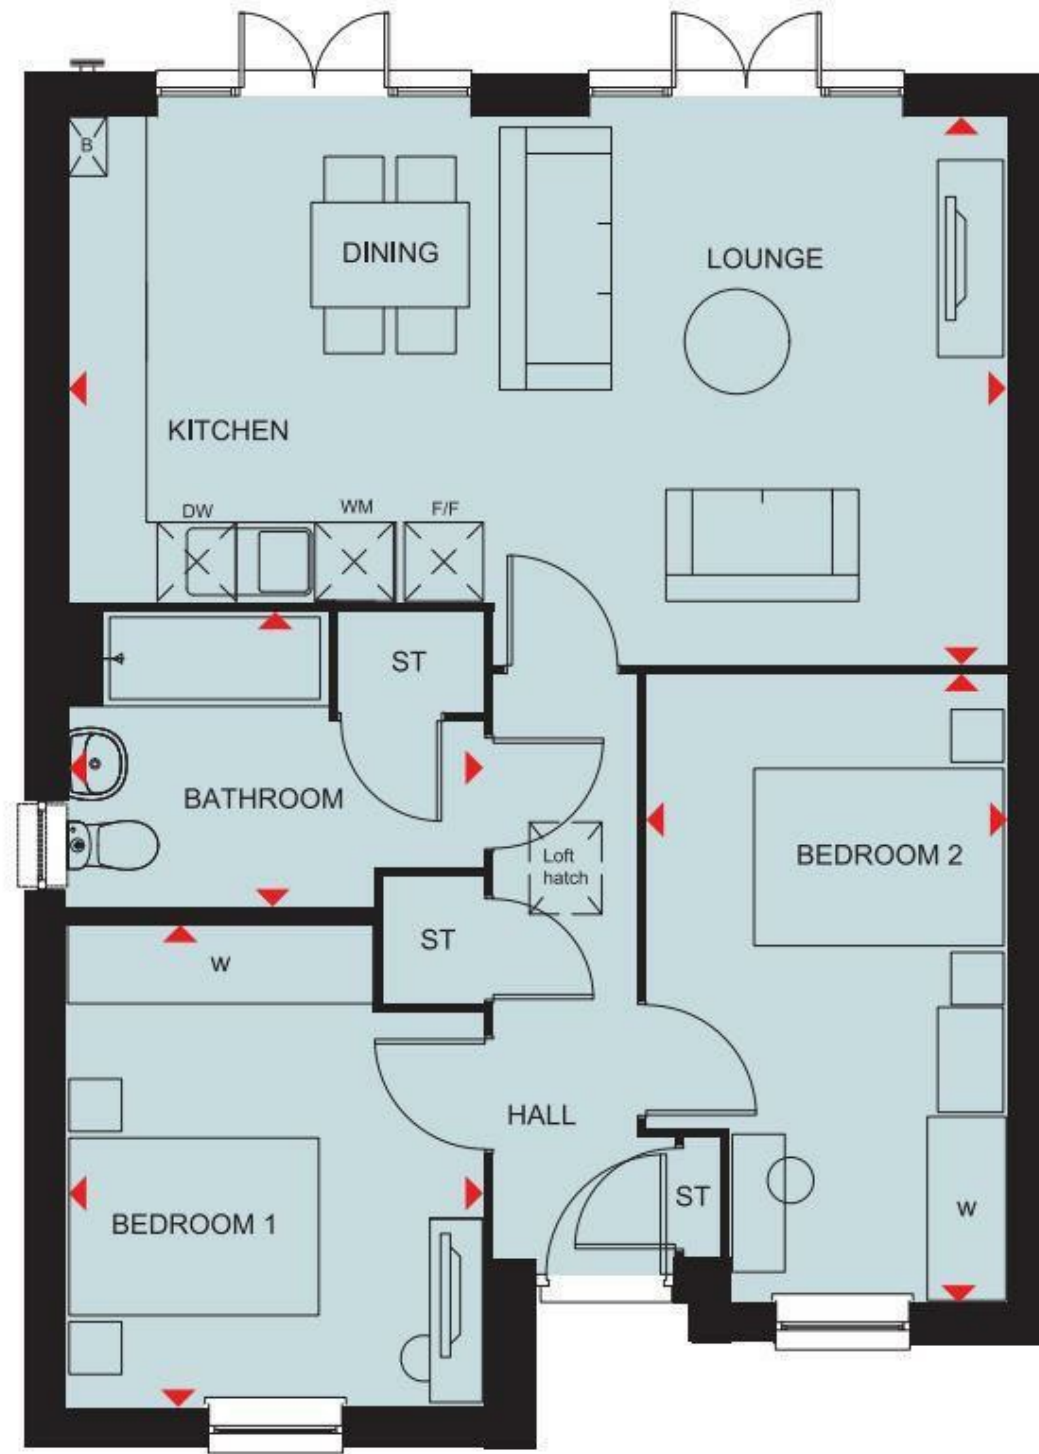 B
DINING
LOUNGE
KITCHEN
DW
WM
F/F
ST
BATHROOM
Loft
hatch
BEDROOM 2
ST
W
HALL
ST
W
BEDROOM 1